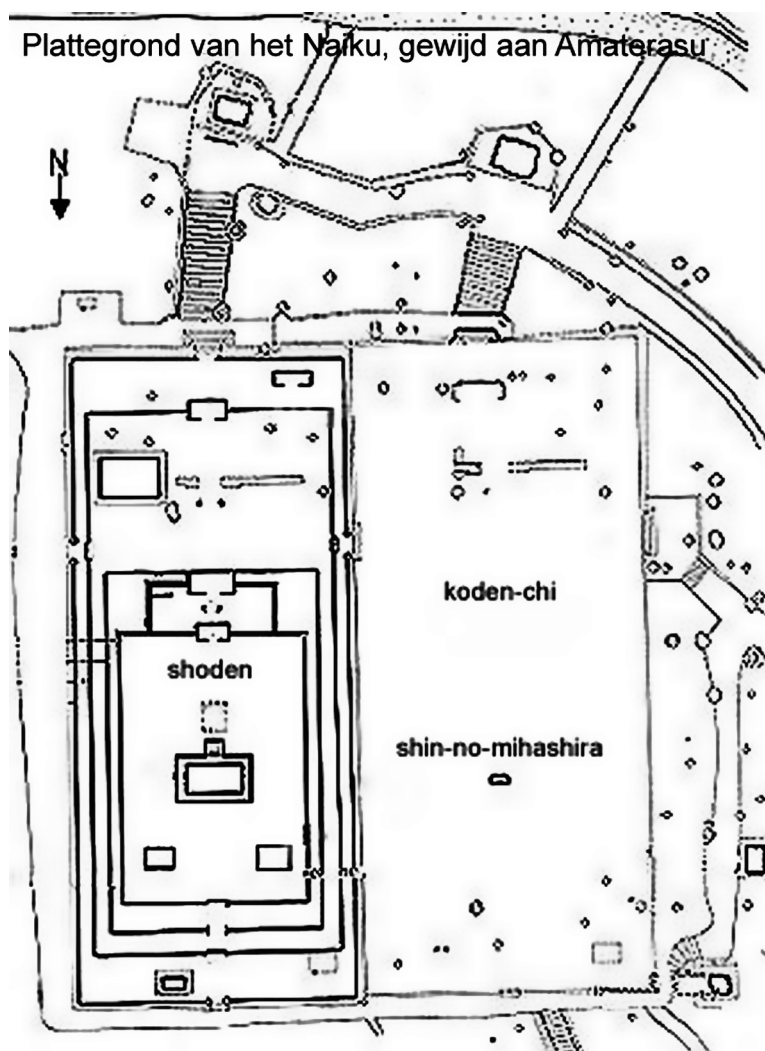 Plattegrond van het Naiku, gewijd aan Amaterasu
N
koden-chi
shoden
shin-no-mihashira